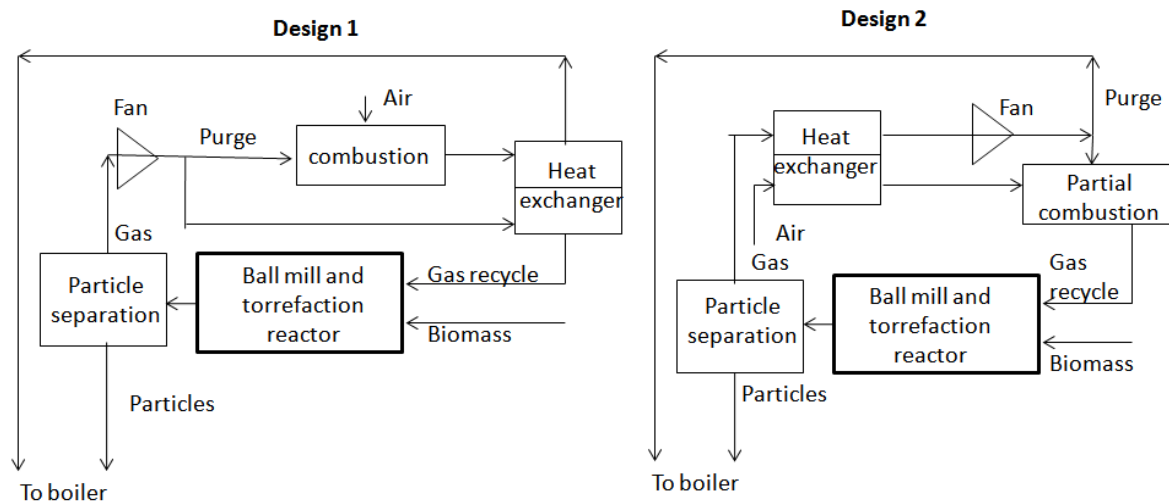 Design 1
Fan
Air
Purge
combustion
Heat
exchanger
Gas
Particle
separation
Ball mill and
torrefaction
reactor
Gas recycle
Biomass
Particles
To boiler
Design 2
Purge
Fan
Heat
exchanger
Partial
combustion
Air
Gas
Gas
recycle
Particle
separation
Ball mill and
torrefaction
reactor
Biomass
Particles
To boiler